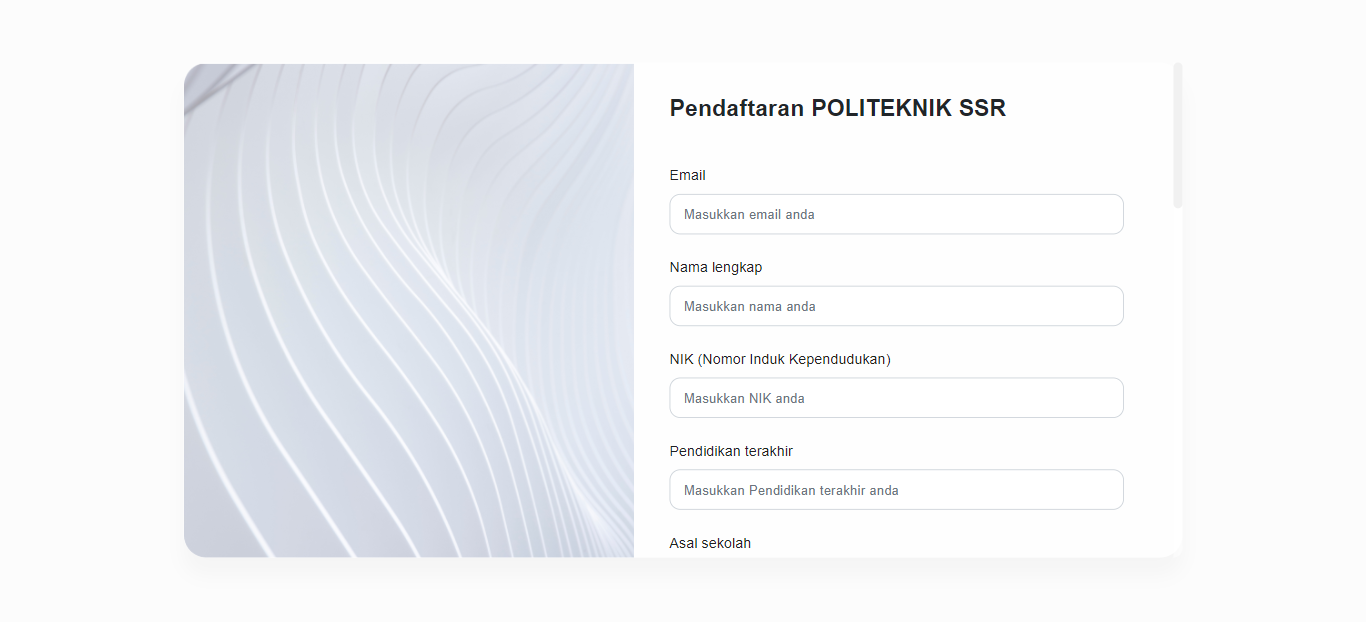 Pendaftaran POLITEKNIK SSR
Email
Masukkan email anda
Nama lengkap
Masukkan nama anda
NIK (Nomor Induk Kependudukan)
Masukkan NIK anda
Pendidikan terakhir
Masukkan Pendidikan terakhir anda
Asal sekolah